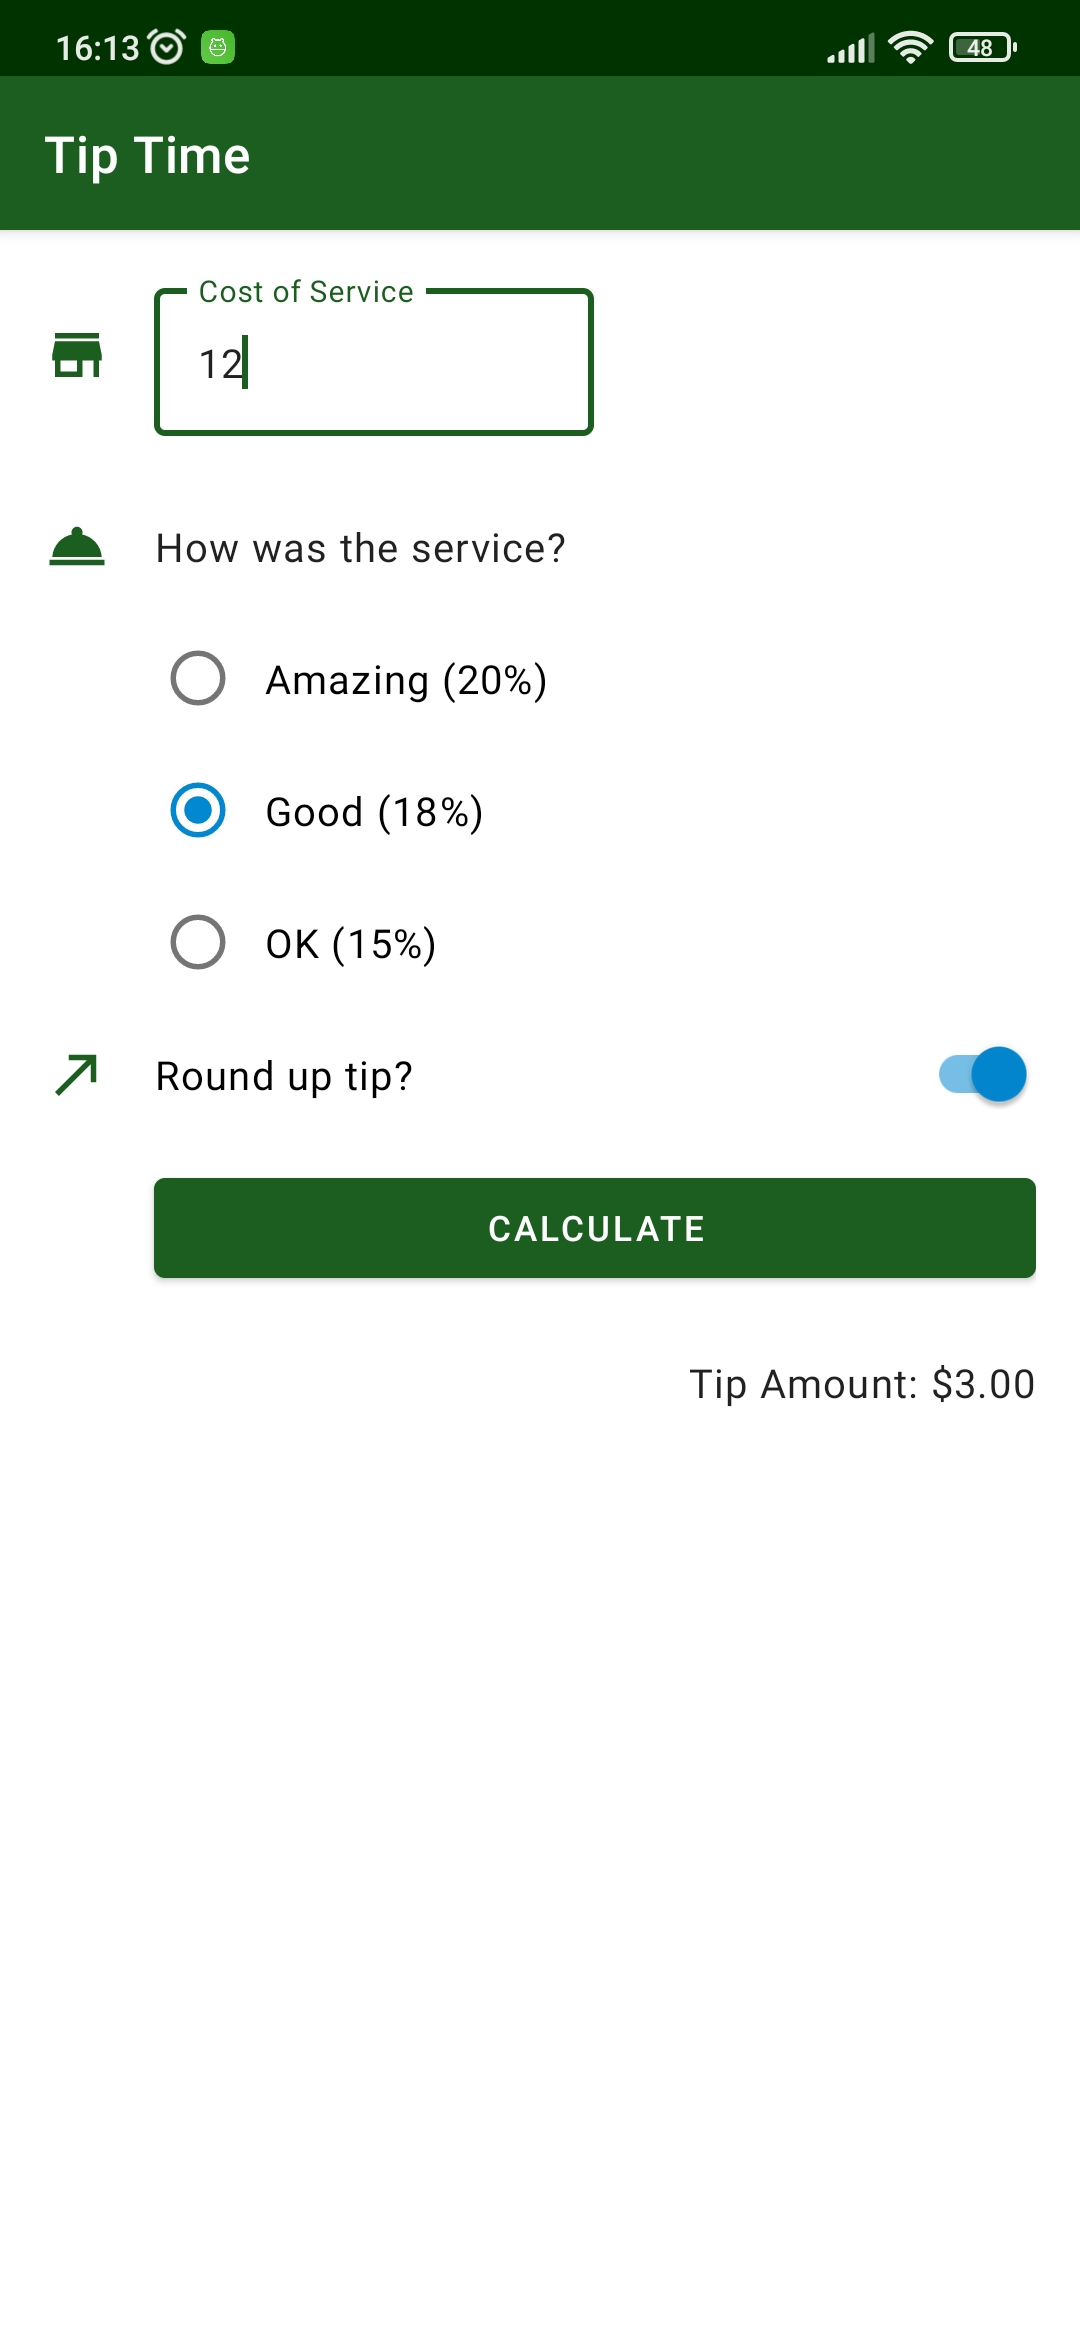 16:13 48
Tip Time
Cost of Service
12
How was the service?
Amazing (20%)
Good (18%)
OK (15%)
Round up tip?
CALCULATE
Tip Amount: $3.00